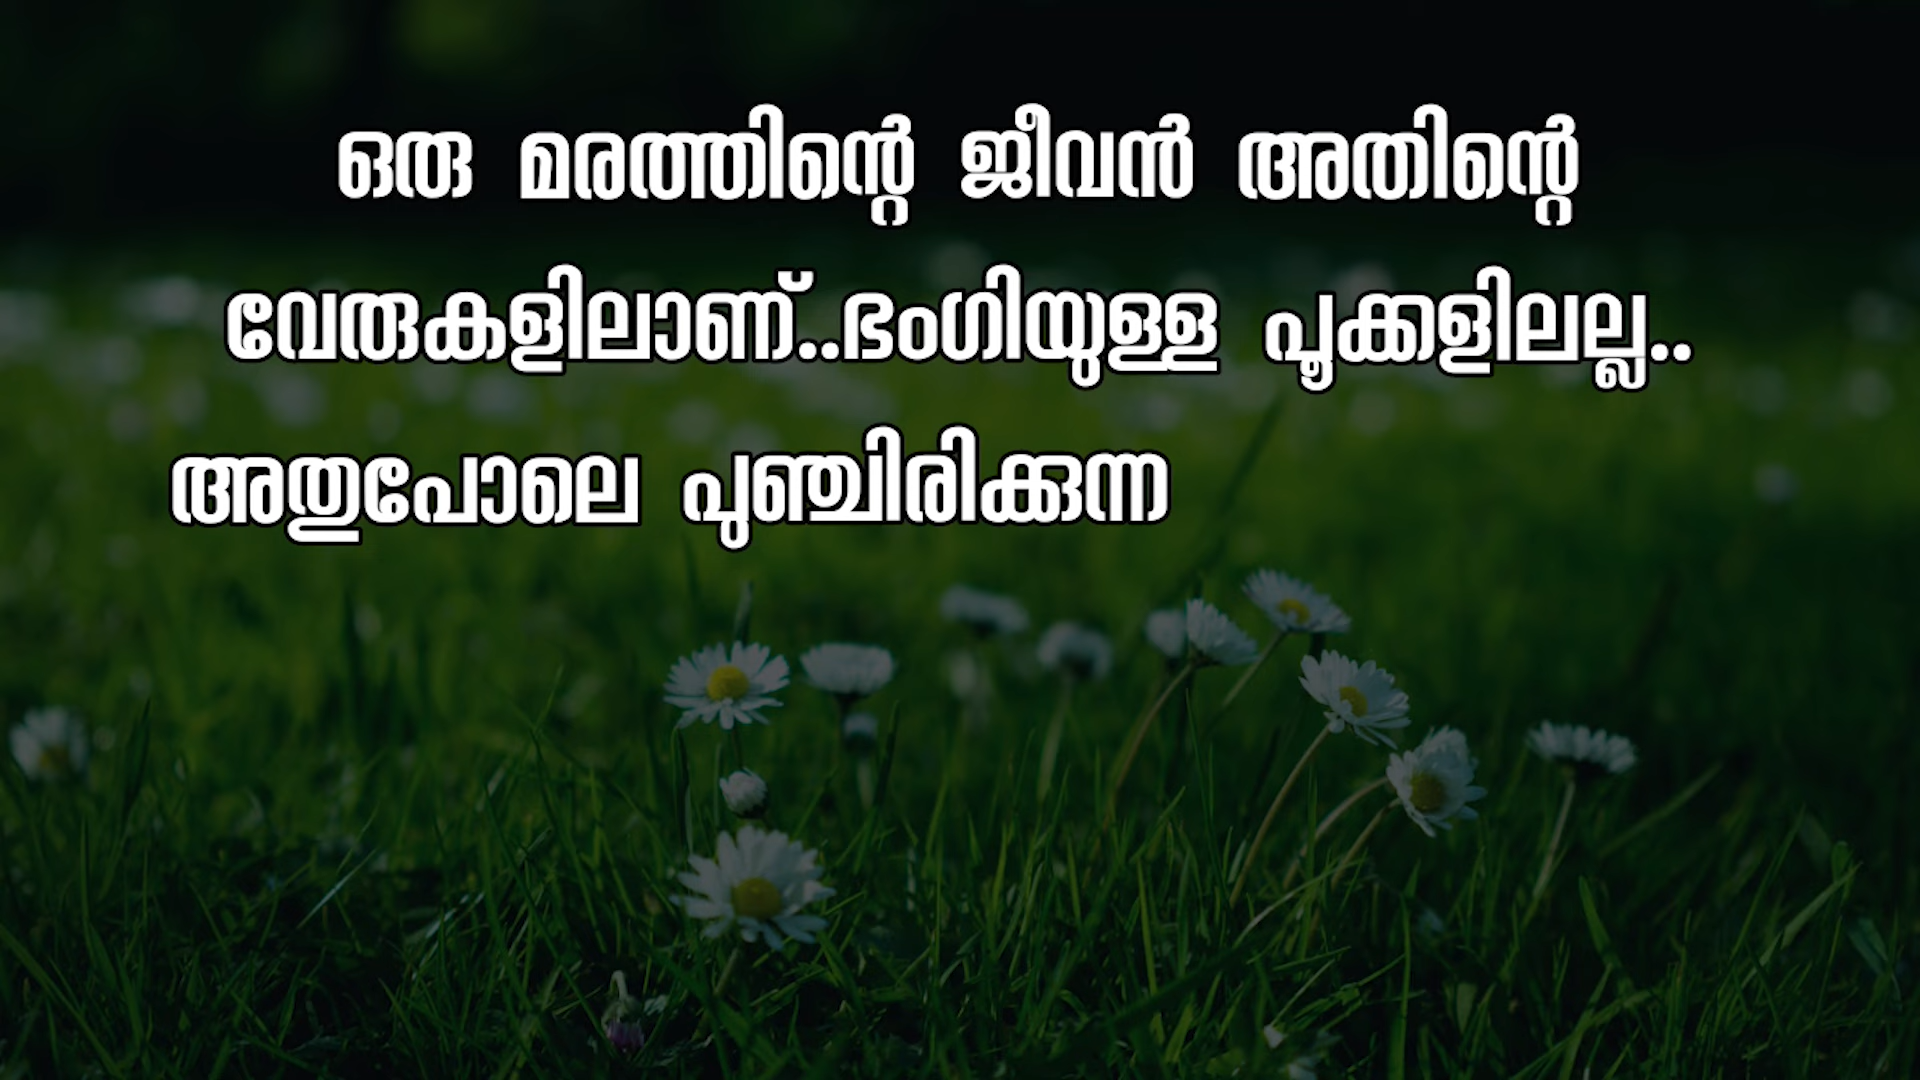 ഒരു മരത്തിന്റെ ജീവൻ അതിന്റെ
വേരുകളിലാണ്..ഭംഗിയുള്ള പൂക്കളിലല്ല..
അതുപോലെ പുഞ്ചിരിക്കുന്ന